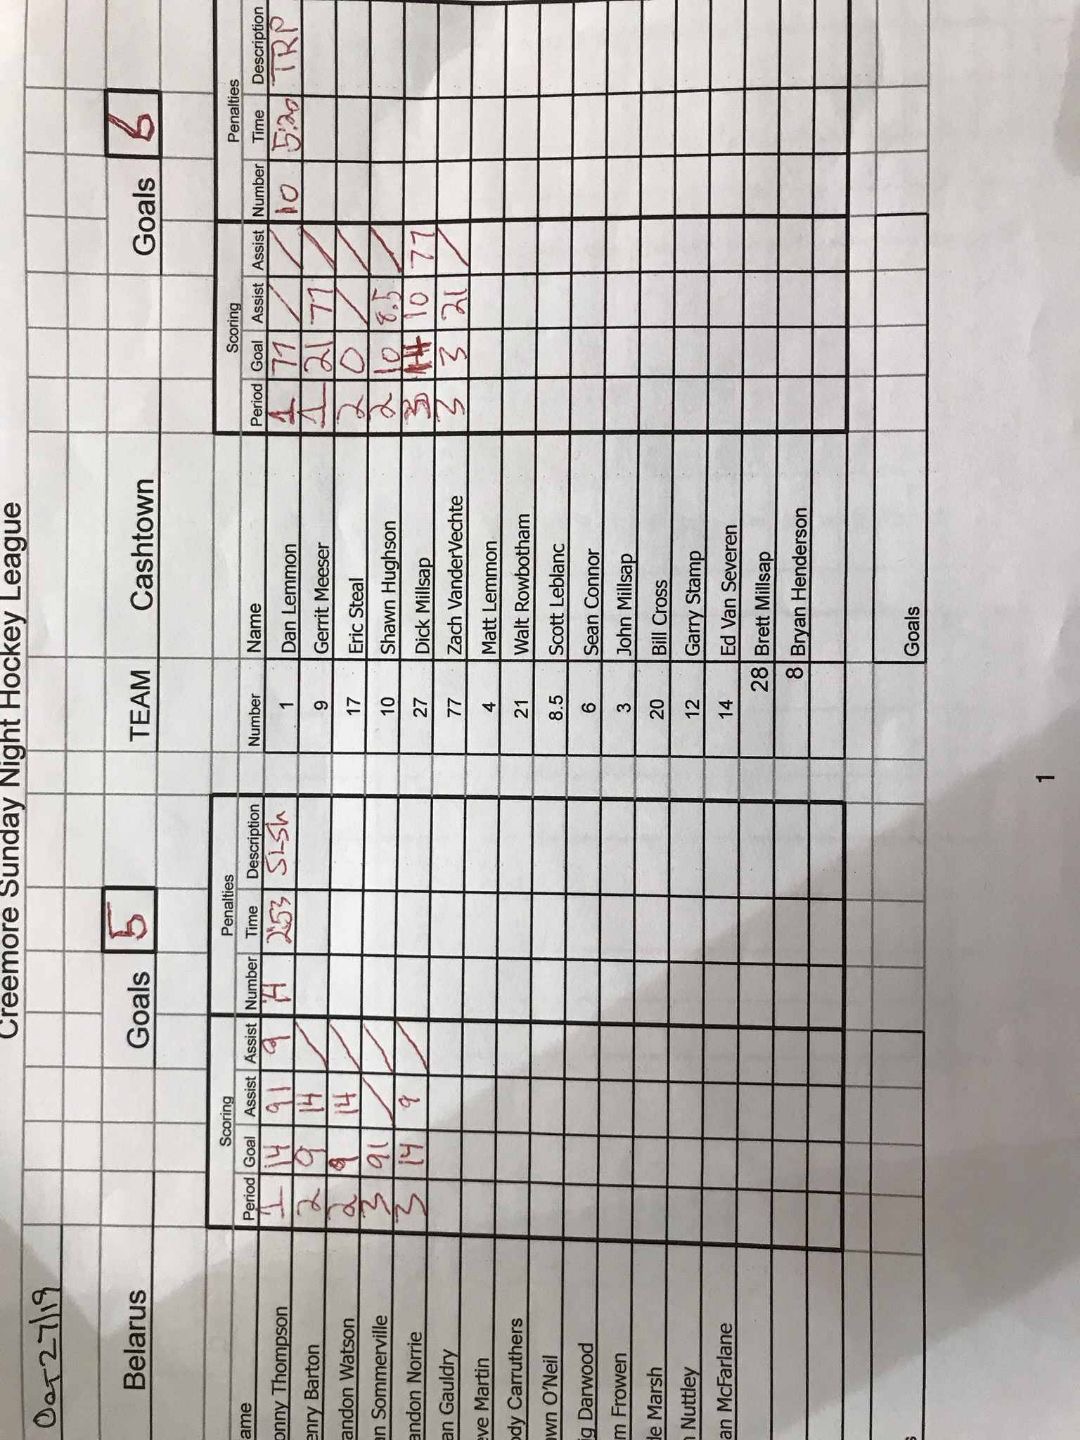 Creemore Sunday Night Hockey League
Oct 27/19
Belarus Goals 5 TEAM Cashtown Goals 6
Scoring Penalties Scoring Penalties
ame Period Goal Assist Assist Number Time Description Number Name Period Goal Assist Assist Number Time Description
onny Thompson 1 14 91 9 14 2:53 SLSh 1 Dan Lemmon 1 77 / / 10 5:20 TRP
enry Barton 2 9 14 / 9 Gerrit Meeser 1 21 77 /
andon Watson 2 9 14 / 17 Eric Steal 2 0 / /
an Sommerville 3 91 / / 10 Shawn Hughson 2 10 8.5 /
andon Norrie 3 14 9 / 27 Dick Millsap 3 14 10 77
an Gauldry 77 Zach VanderVechte 3 3 21 /
eve Martin 4 Matt Lemmon
ody Carruthers 21 Walt Rowbotham
awn O'Neil 8.5 Scott Leblanc
ig Darwood 6 Sean Connor
m Frowen 3 John Millsap
de Marsh 20 Bill Cross
n Nuttley 12 Garry Stamp
an McFarlane 14 Ed Van Severen
28 Brett Millsap
8 Bryan Henderson
s Goals
1